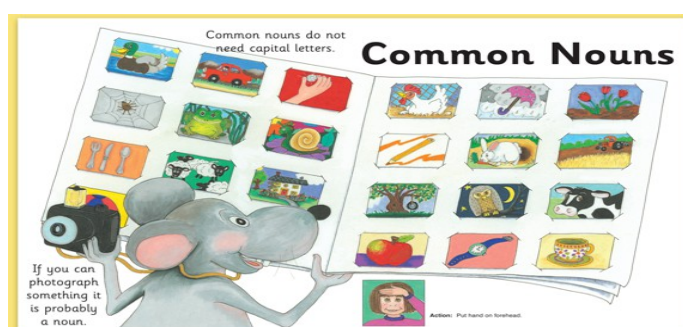 Common nouns do not
need capital letters.
Common Nouns
If you can
photograph
something it
is probably
a noun.
Action: Put hand on forehead.